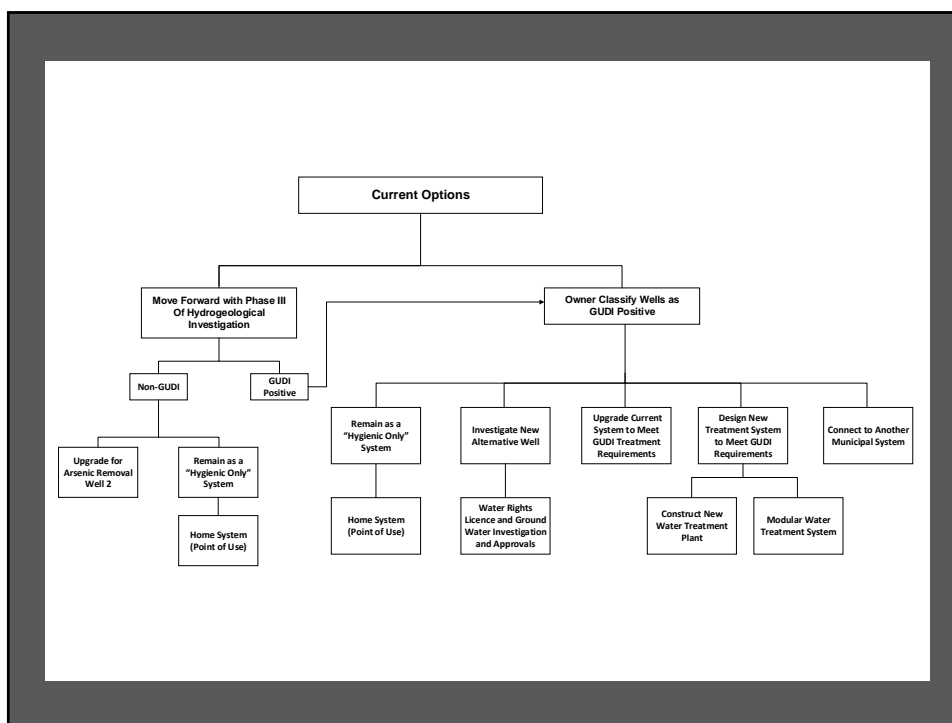 Current Options
Move Forward with Phase III
Of Hydrogeological
Investigation
Owner Classify Wells as
GUDI Positive
Non-GUDI
GUDI
Positive
Upgrade for
Arsenic Removal
Well 2
Remain as a
"Hygienic Only"
System
Home System
(Point of Use)
Remain as a
"Hygienic Only"
System
Home System
(Point of Use)
Investigate New
Alternative Well
Water Rights
Licence and Ground
Water Investigation
and Approvals
Upgrade Current
System to Meet
GUDI Treatment
Requirements
Design New
Treatment System
to Meet GUDI
Requirements
Construct New
Water Treatment
Plant
Modular Water
Treatment System
Connect to Another
Municipal System